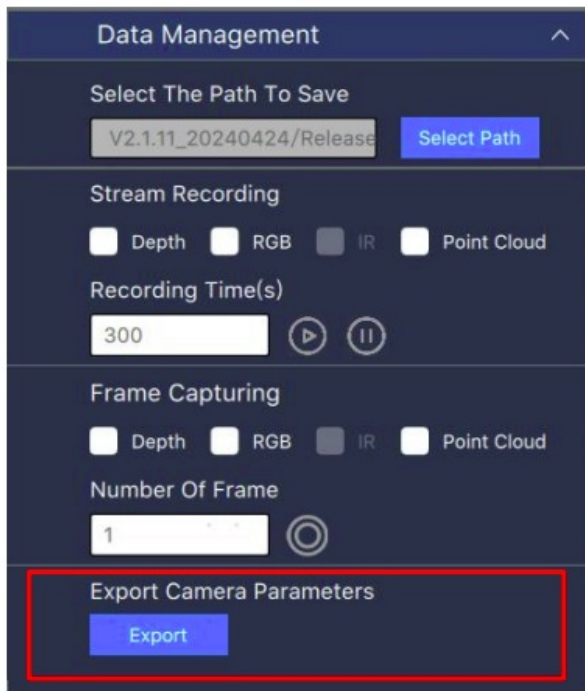 Data Management
Select The Path To Save
V2.1.11_20240424/Release
Select Path
Stream Recording
Depth RGB IR Point Cloud
Recording Time(s)
300
Frame Capturing
Depth RGB IR Point Cloud
Number Of Frame
1
Export Camera Parameters
Export